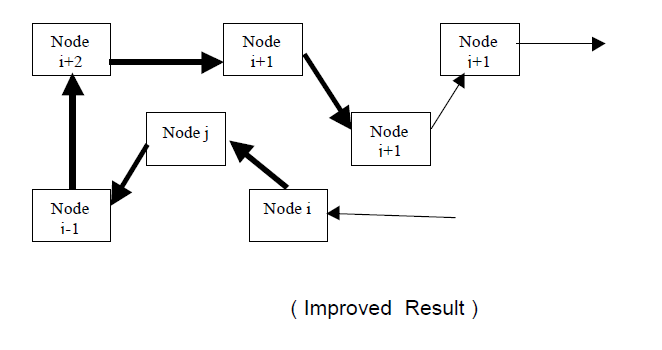 Node
i+2
Node
i+1
Node
j+1
Node j
Node
j+1
Node
j-1
Node i
( Improved Result )